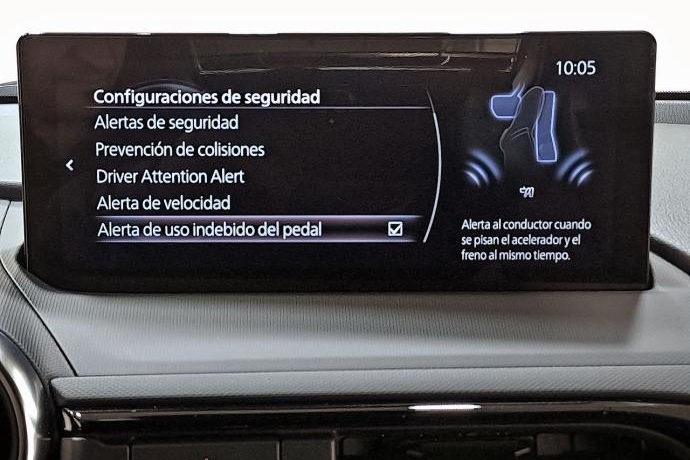 10:05
Configuraciones de seguridad
Alertas de seguridad
Prevención de colisiones
Driver Attention Alert
Alerta de velocidad
Alerta de uso indebido del pedal
Alerta al conductor cuando
se pisan el acelerador y el
freno al mismo tiempo.